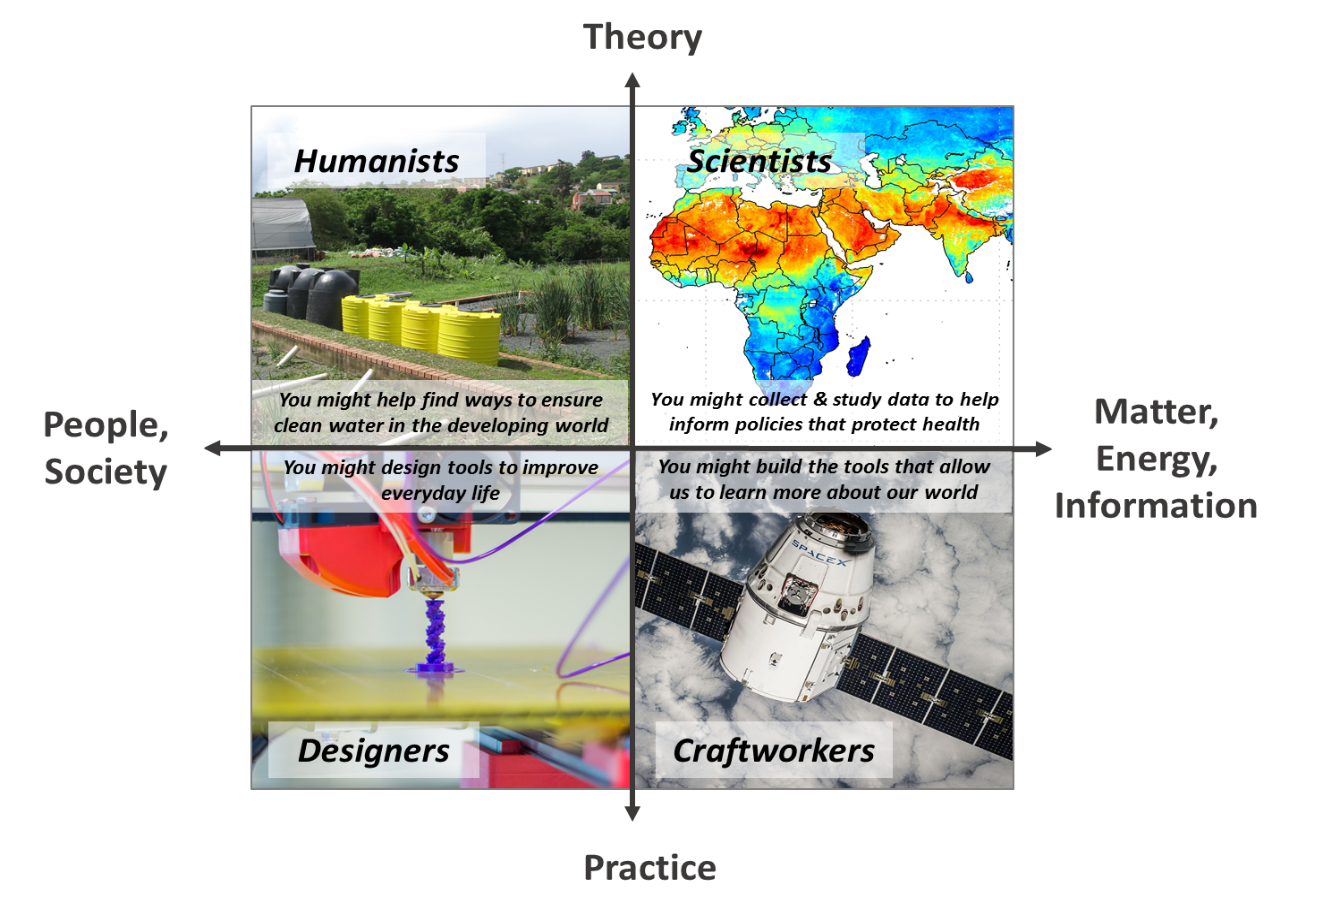 Theory
Humanists
Scientists
You might help find ways to ensure
clean water in the developing world
You might collect & study data to help
inform policies that protect health
People,
Society
Matter,
Energy,
Information
You might design tools to improve
everyday life
You might build the tools that allow
us to learn more about our world
SPACEX
Designers
Craftworkers
Practice